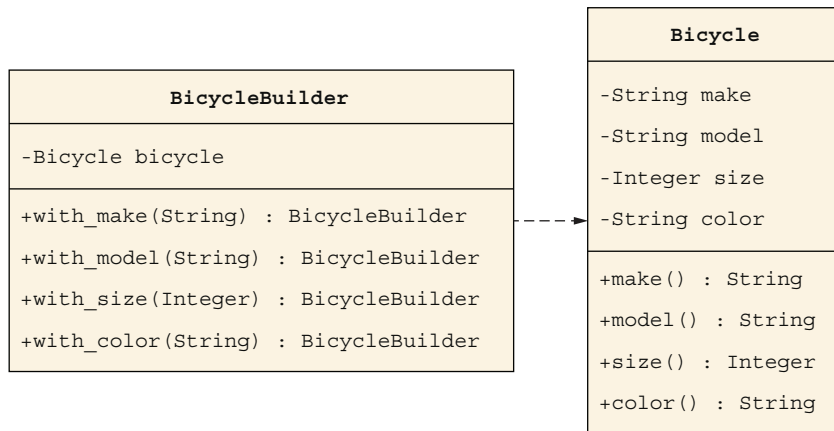 BicycleBuilder
-Bicycle bicycle
+with_make(String) : BicycleBuilder
+with_model(String) : BicycleBuilder
+with_size(Integer) : BicycleBuilder
+with_color(String) : BicycleBuilder
Bicycle
-String make
-String model
-Integer size
-String color
+make() : String
+model() : String
+size() : Integer
+color() : String